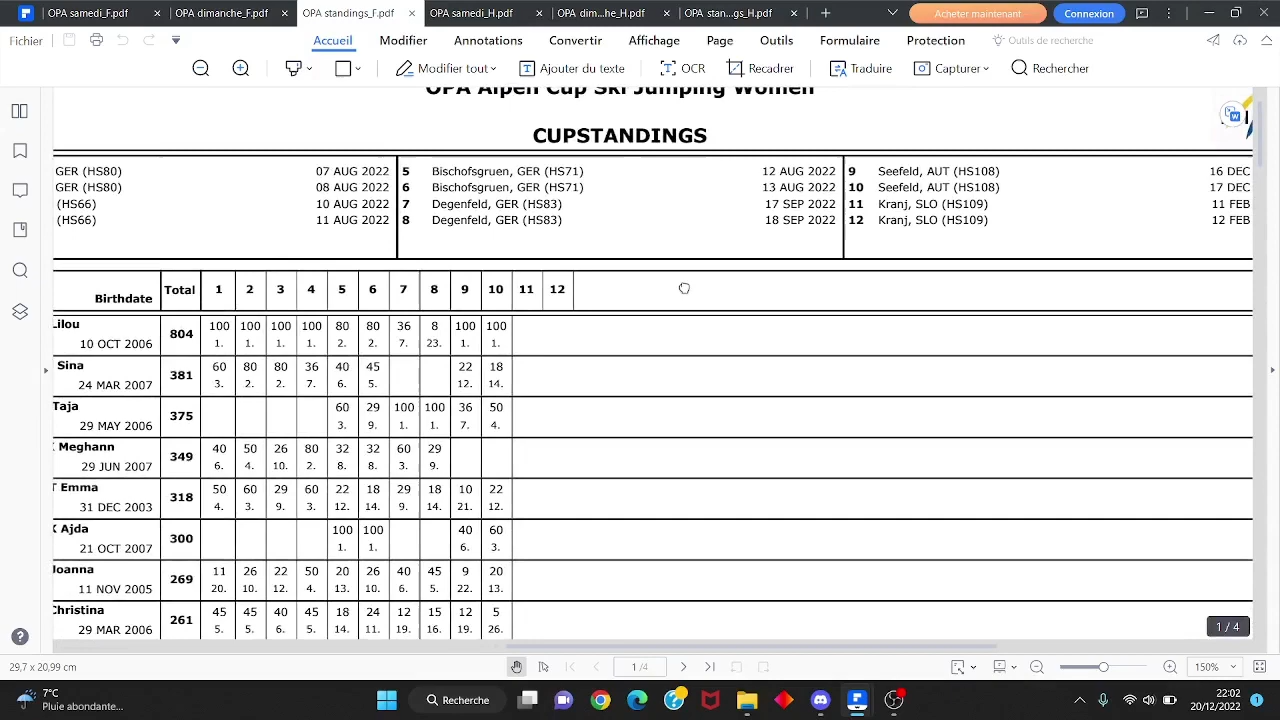 OPA samedi_F.pdf × OPA dimanche_F.pdf × OPA standings_F.pdf × OPA samedi_H.pdf × OPA dim...he_H.pdf × OPA stan...gs_H.pdf × + Acheter maintenant Connexion
Fichier Accueil Modifier Annotations Convertir Affichage Page Outils Formulaire Protection Outils de recherche
Modifier tout Ajouter du texte OCR Recadrer Traduire Capturer Rechercher
OPA Alpen Cup Ski Jumping Women
CUPSTANDINGS
GER (HS80) 07 AUG 2022 5 Bischofsgruen, GER (HS71) 12 AUG 2022 9 Seefeld, AUT (HS108) 16 DEC
GER (HS80) 08 AUG 2022 6 Bischofsgruen, GER (HS71) 13 AUG 2022 10 Seefeld, AUT (HS108) 17 DEC
(HS66) 10 AUG 2022 7 Degenfeld, GER (HS83) 17 SEP 2022 11 Kranj, SLO (HS109) 11 FEB
(HS66) 11 AUG 2022 8 Degenfeld, GER (HS83) 18 SEP 2022 12 Kranj, SLO (HS109) 12 FEB
Birthdate Total 1 2 3 4 5 6 7 8 9 10 11 12
Lilou 804 100 100 100 100 80 80 36 8 100 100
10 OCT 2006 1. 1. 1. 1. 2. 2. 7. 23. 1. 1.
Sina 381 60 80 80 36 40 45 22 18
24 MAR 2007 3. 2. 2. 7. 6. 5. 12. 14.
Taja 375 60 29 100 100 36 50
29 MAY 2006 3. 9. 1. 1. 7. 4.
Meghann 349 40 50 26 80 32 32 60 29
29 JUN 2007 6. 4. 10. 2. 8. 8. 3. 9.
T Emma 318 50 60 29 60 22 18 29 18 10 22
31 DEC 2003 4. 3. 9. 3. 12. 14. 9. 14. 21. 12.
Ajda 300 100 100 40 60
21 OCT 2007 1. 1. 6. 3.
Joanna 269 11 26 22 50 20 26 40 45 9 20
11 NOV 2005 20. 10. 12. 4. 13. 10. 6. 5. 22. 13.
Christina 261 45 45 40 45 18 24 12 15 12 5
29 MAR 2006 5. 5. 6. 5. 14. 11. 19. 16. 19. 26.
1 / 4
29,7 x 20,99 cm 1/4 150%
7°C
Pluie abondante...
Recherche
22:02
20/12/2022